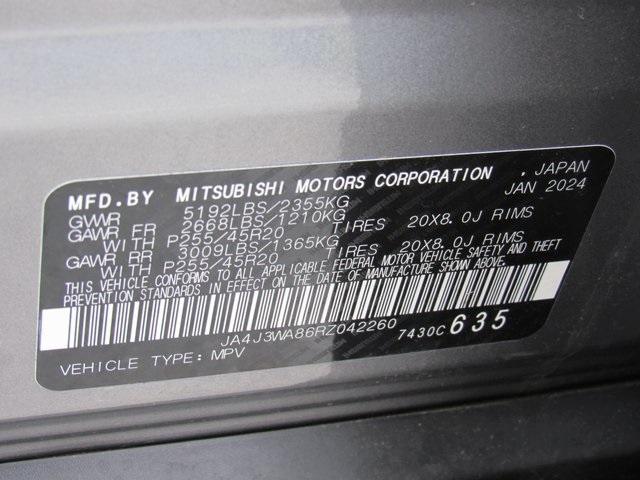 MFD.BY MITSUBISHI MOTORS CORPORATION . JAPAN
GVWR 5192LBS/2355KG JAN 2024
GAWR FR 2668LBS/1210KG
WITH P255/45R20 TIRES 20X8.0J RIMS
GAWR RR 3009LBS/1365KG
WITH P255/45R20 TIRES 20X8.0J RIMS
THIS VEHICLE CONFORMS TO ALL APPLICABLE FEDERAL MOTOR VEHICLE SAFETY AND THEFT
PREVENTION STANDARDS IN EFFECT ON THE DATE OF MANUFACTURE SHOWN ABOVE.
JA4J3WA86RZ042260 7430C 635
VEHICLE TYPE: MPV